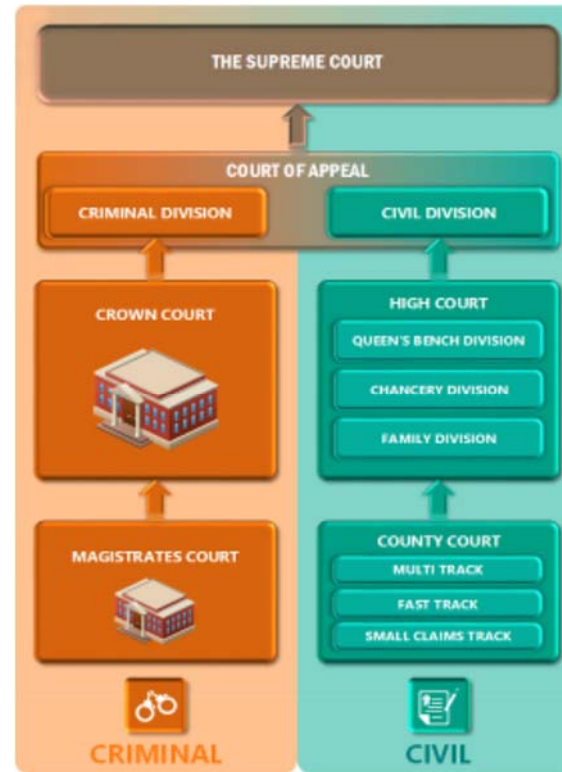 THE SUPREME COURT
COURT OF APPEAL
CRIMINAL DIVISION
CIVIL DIVISION
CROWN COURT
HIGH COURT
QUEEN'S BENCH DIVISION
CHANCERY DIVISION
FAMILY DIVISION
MAGISTRATES COURT
COUNTY COURT
MULTI TRACK
FAST TRACK
SMALL CLAIMS TRACK
CRIMINAL
CIVIL